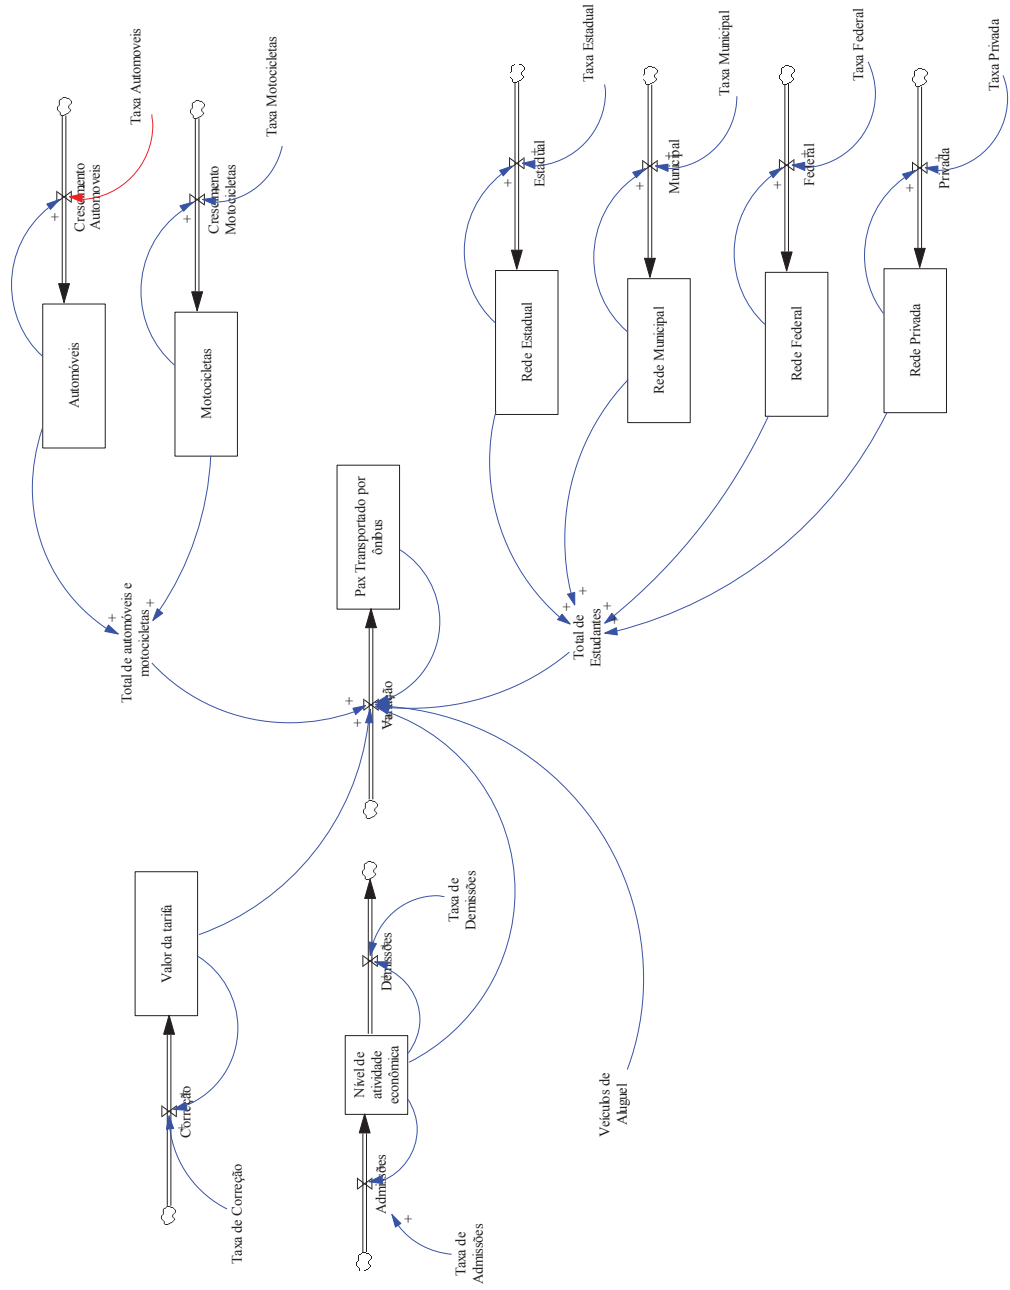 Taxa Automoveis
Crescimento
Automoveis
+
Automóveis
Taxa Motocicletas
Crescimento
Motocicletas
+
+
Motocicletas
Total de automóveis e
motocicletas
+
+
Taxa Estadual
Estadual
+
+
Rede Estadual
Taxa Municipal
Municipal
+
+
Rede Municipal
Taxa Federal
Federal
+
+
Rede Federal
Taxa Privada
Privada
+
+
Rede Privada
Total de
Estudantes
+
+
+
+
Pax Transportado por
ônibus
Variação
+
+
Valor da tarifa
Correção
+
Taxa de Correção
Nível de
atividade
econômica
Demissões
Taxa de
Demissões
Admissões
Taxa de
Admissões
+
Veículos de
Aluguel